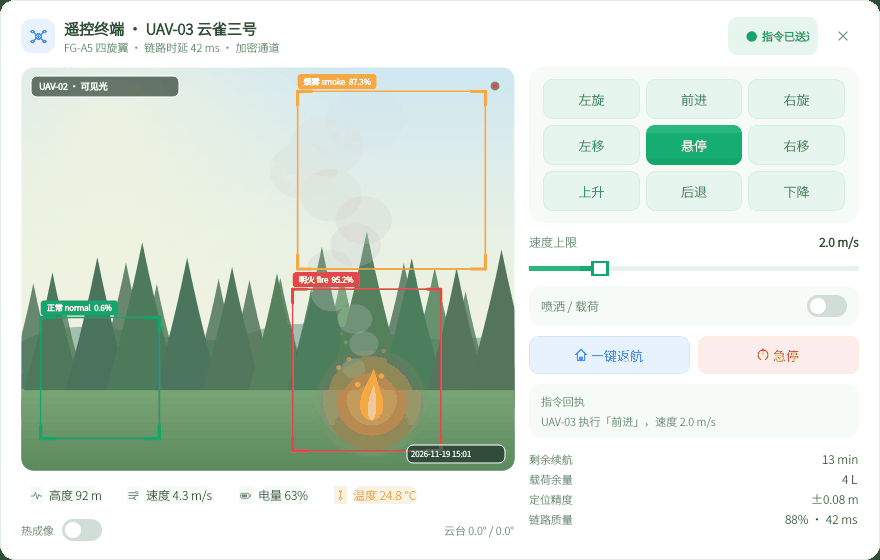 遥控终端 · UAV-03 云雀三号
FG-A5 四旋翼 · 链路时延 42 ms · 加密通道
指令已送达
UAV-02 · 可见光
烟雾 smoke 87.3%
明火 fire 95.2%
正常 normal 0.6%
2026-11-19 15:01
高度 92 m
速度 4.3 m/s
电量 63%
温度 24.8 ℃
热成像
云台 0.0° / 0.0°
左旋
前进
右旋
左移
悬停
右移
上升
后退
下降
速度上限
2.0 m/s
喷洒 / 载荷
一键返航
急停
指令回执
UAV-03 执行「前进」，速度 2.0 m/s
剩余续航
13 min
载荷余量
4 L
定位精度
±0.08 m
链路质量
88% · 42 ms